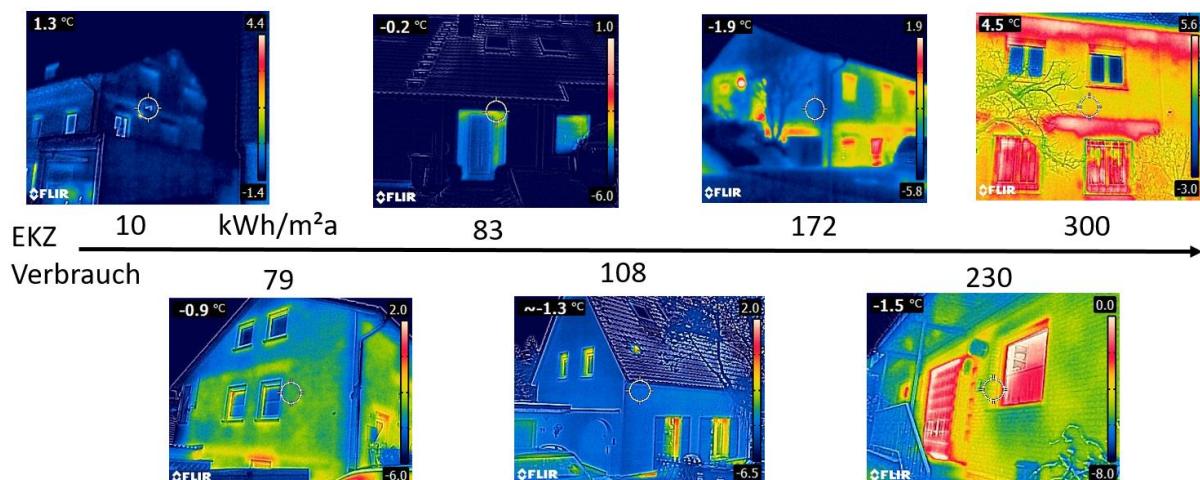 1.3 °C 4.4
-1.4
FLIR
-0.2 °C 1.0
-6.0
FLIR
-1.9 °C 1.9
-5.8
FLIR
4.5 °C 5.6
-3.0
FLIR
EKZ 10 kWh/m²a 83 172 300
Verbrauch 79 108 230
-0.9 °C 2.0
-6.0
FLIR
~-1.3 °C 2.0
-6.5
FLIR
-1.5 °C 0.0
-8.0
FLIR